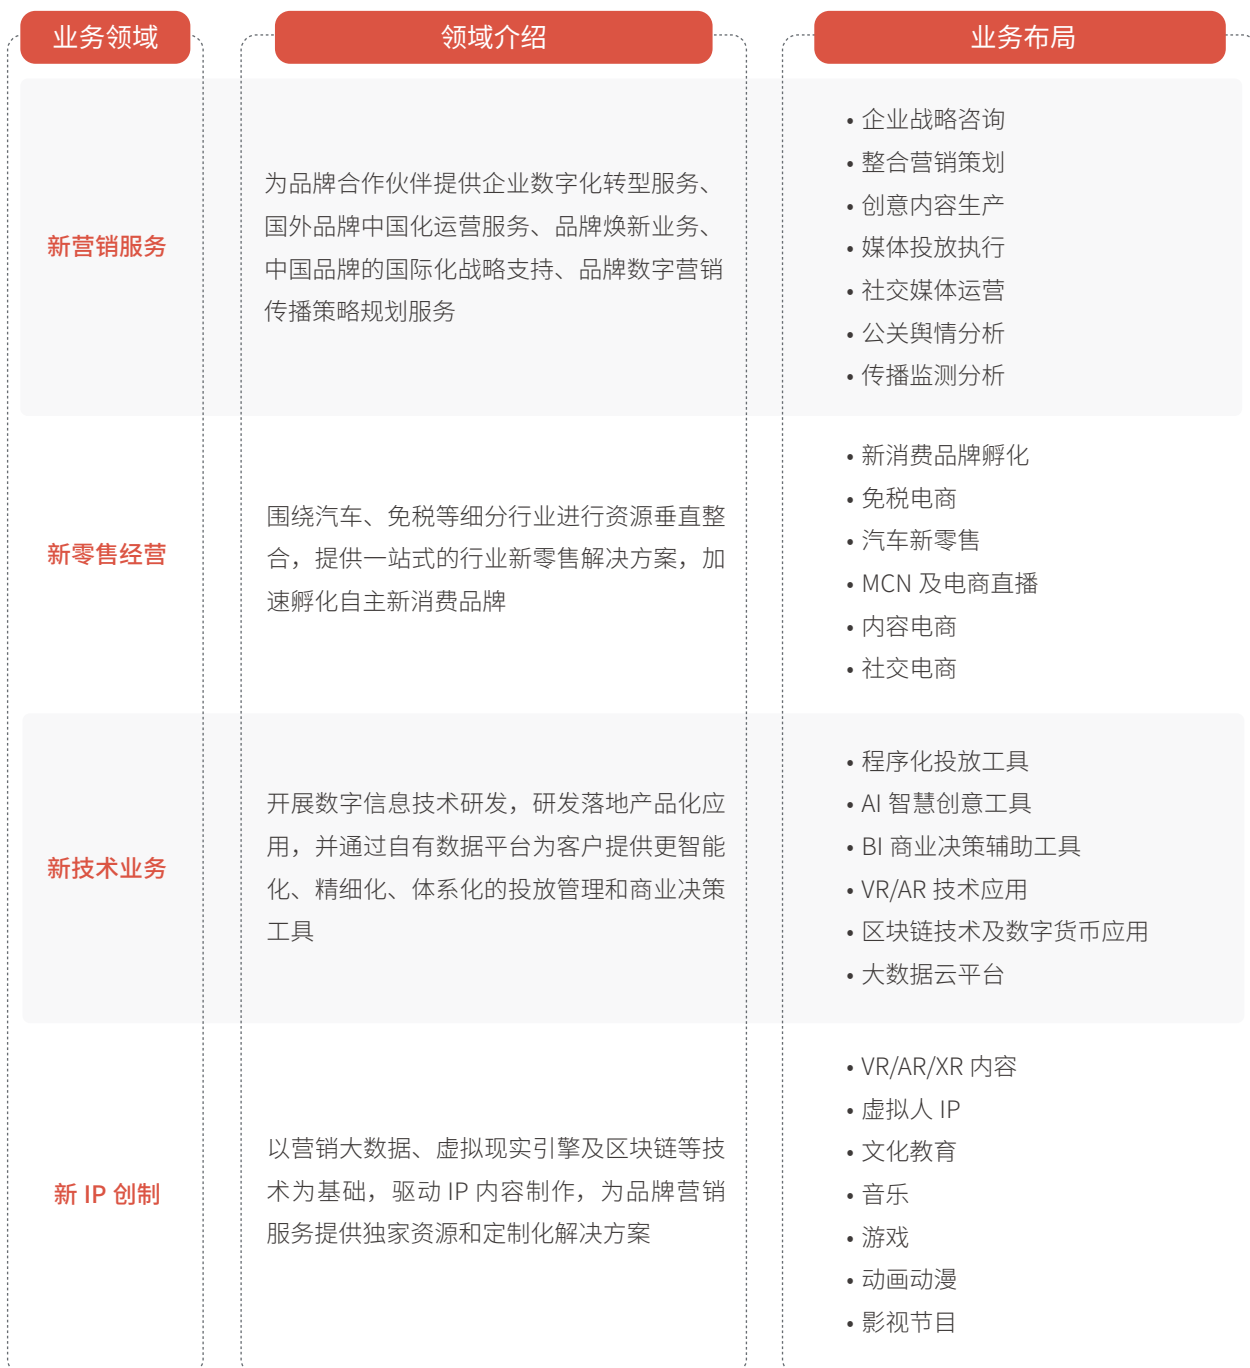 业务领域
领域介绍
业务布局
新营销服务
为品牌合作伙伴提供企业数字化转型服务、
国外品牌中国化运营服务、品牌焕新业务、
中国品牌的国际化战略支持、品牌数字营销
传播策略规划服务
• 企业战略咨询
• 整合营销策划
• 创意内容生产
• 媒体投放执行
• 社交媒体运营
• 公关舆情分析
• 传播监测分析
新零售经营
围绕汽车、免税等细分行业进行资源垂直整
合，提供一站式的行业新零售解决方案，加
速孵化自主新消费品牌
• 新消费品牌孵化
• 免税电商
• 汽车新零售
• MCN 及电商直播
• 内容电商
• 社交电商
新技术业务
开展数字信息技术研发，研发落地产品化应
用，并通过自有数据平台为客户提供更智能
化、精细化、体系化的投放管理和商业决策
工具
• 程序化投放工具
• AI 智慧创意工具
• BI 商业决策辅助工具
• VR/AR 技术应用
• 区块链技术及数字货币应用
• 大数据云平台
新 IP 创制
以营销大数据、虚拟现实引擎及区块链等技
术为基础，驱动 IP 内容制作，为品牌营销
服务提供独家资源和定制化解决方案
• VR/AR/XR 内容
• 虚拟人 IP
• 文化教育
• 音乐
• 游戏
• 动画动漫
• 影视节目